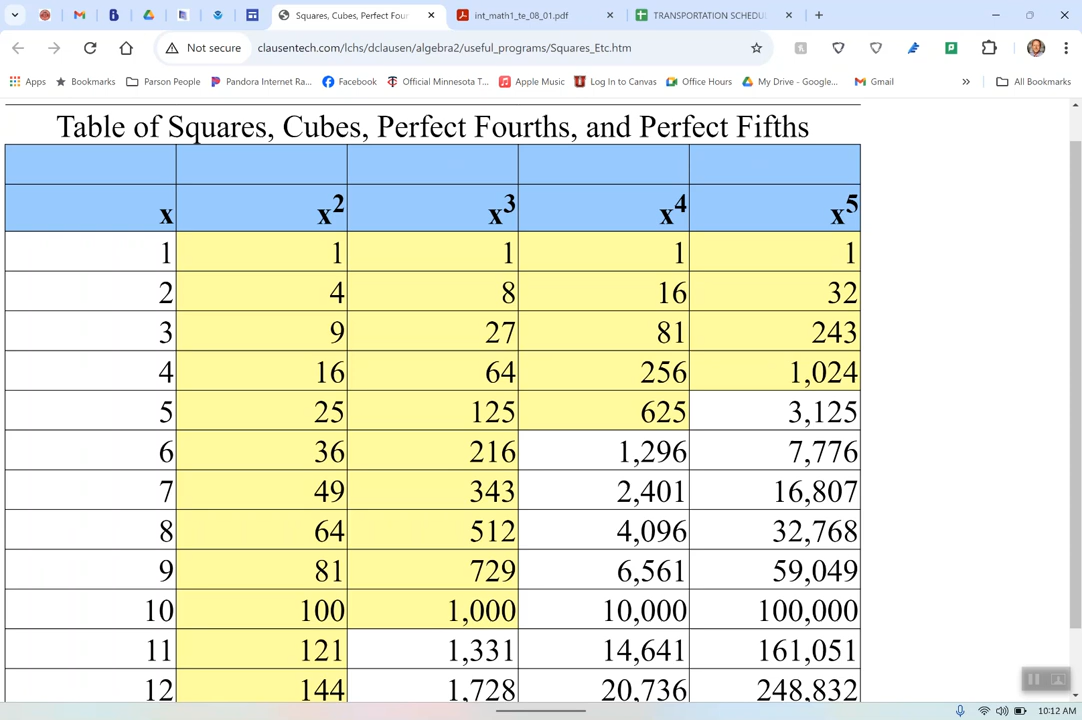 Squares, Cubes, Perfect Four
int_math1_te_08_01.pdf
TRANSPORTATION SCHEDU
Not secure
clausentech.com/lchs/dclausen/algebra2/useful_programs/Squares_Etc.htm
Apps
Bookmarks
Parson People
Pandora Internet Ra...
Facebook
Official Minnesota T...
Apple Music
Log In to Canvas
Office Hours
My Drive - Google...
Gmail
»
All Bookmarks
Table of Squares, Cubes, Perfect Fourths, and Perfect Fifths
x x² x³ x⁴ x⁵
1 1 1 1 1
2 4 8 16 32
3 9 27 81 243
4 16 64 256 1,024
5 25 125 625 3,125
6 36 216 1,296 7,776
7 49 343 2,401 16,807
8 64 512 4,096 32,768
9 81 729 6,561 59,049
10 100 1,000 10,000 100,000
11 121 1,331 14,641 161,051
12 144 1,728 20,736 248,832
10:12 AM